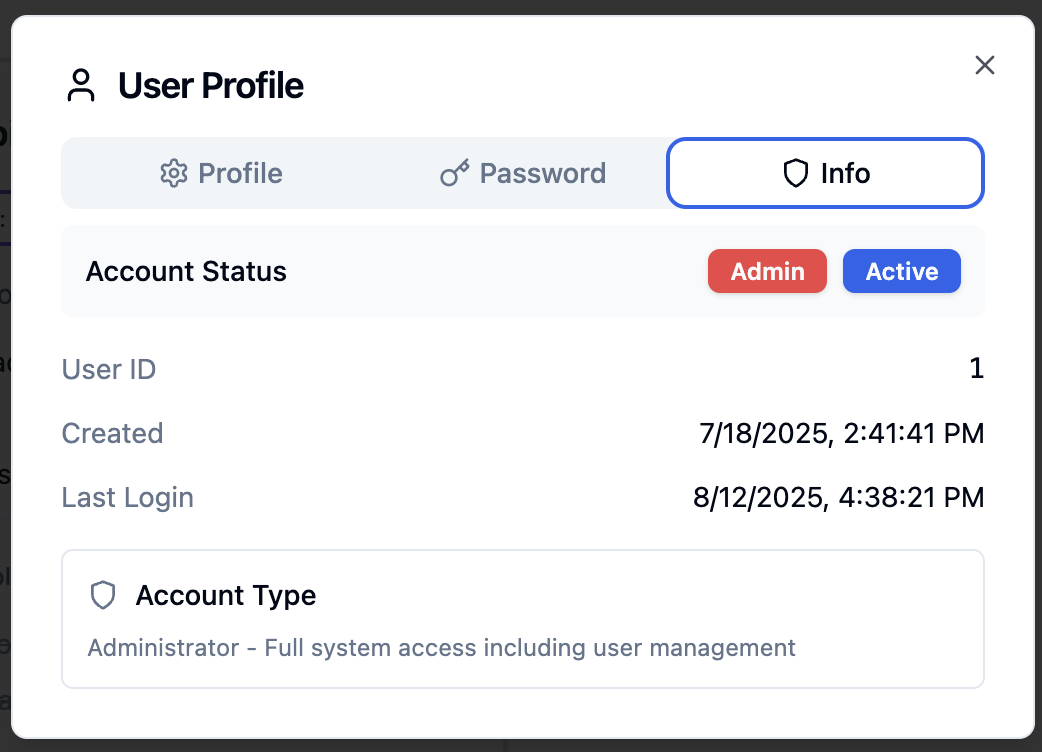 User Profile
Profile
Password
Info
Account Status
Admin
Active
User ID
1
Created
7/18/2025, 2:41:41 PM
Last Login
8/12/2025, 4:38:21 PM
Account Type
Administrator - Full system access including user management